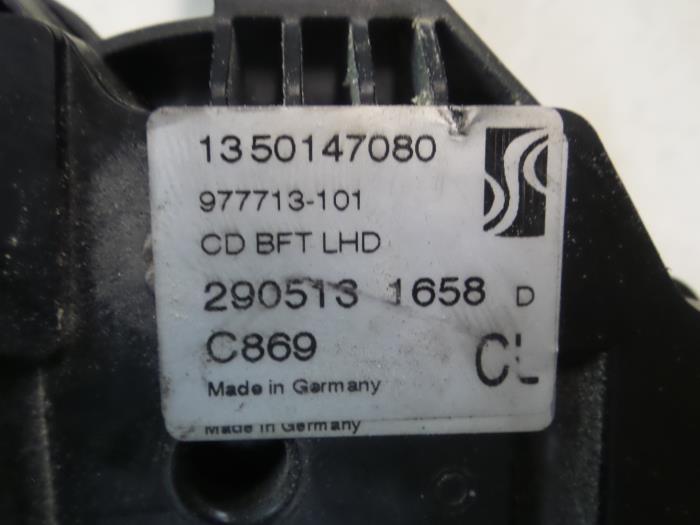 1350147080
977713-101
CD BFT LHD
290513 1658 D
C869
CL
Made in Germany
Made in Germany